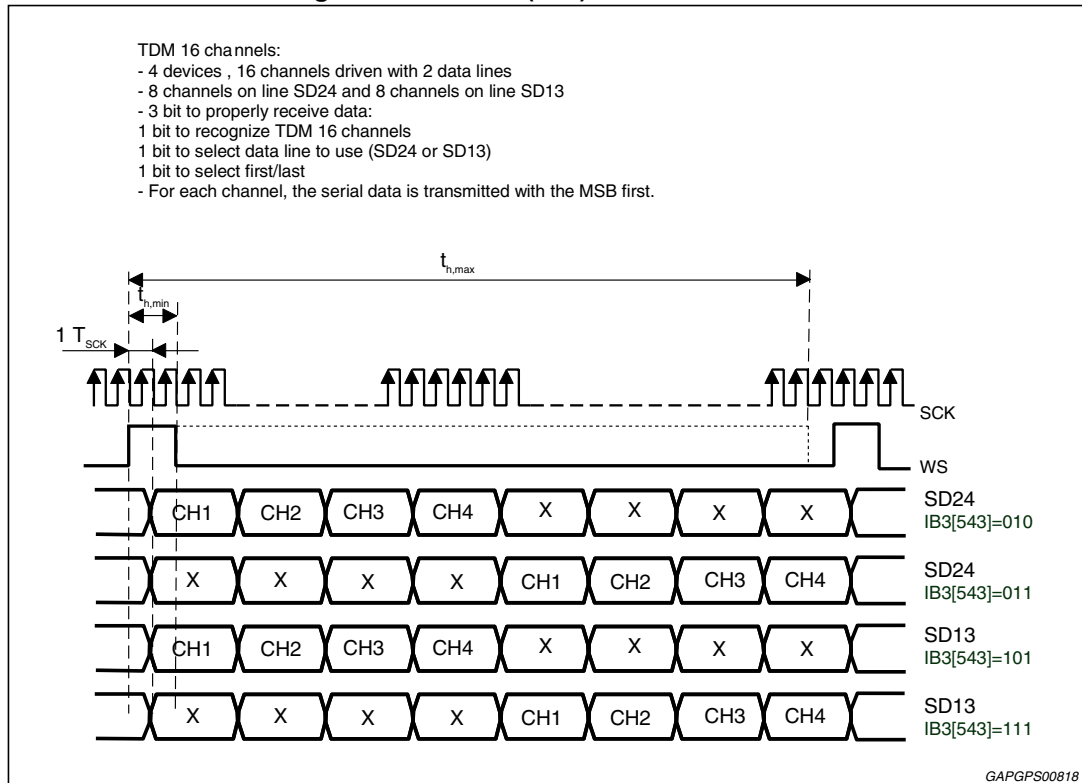 TDM 16 channels:
- 4 devices , 16 channels driven with 2 data lines
- 8 channels on line SD24 and 8 channels on line SD13
- 3 bit to properly receive data:
1 bit to recognize TDM 16 channels
1 bit to select data line to use (SD24 or SD13)
1 bit to select first/last
- For each channel, the serial data is transmitted with the MSB first.
t h,max
t h,min
1 T SCK
SCK
WS
CH1 CH2 CH3 CH4 X X X X SD24
IB3[543]=010
X X X X CH1 CH2 CH3 CH4 SD24
IB3[543]=011
CH1 CH2 CH3 CH4 X X X X SD13
IB3[543]=101
X X X X CH1 CH2 CH3 CH4 SD13
IB3[543]=111
GAPGPS00818